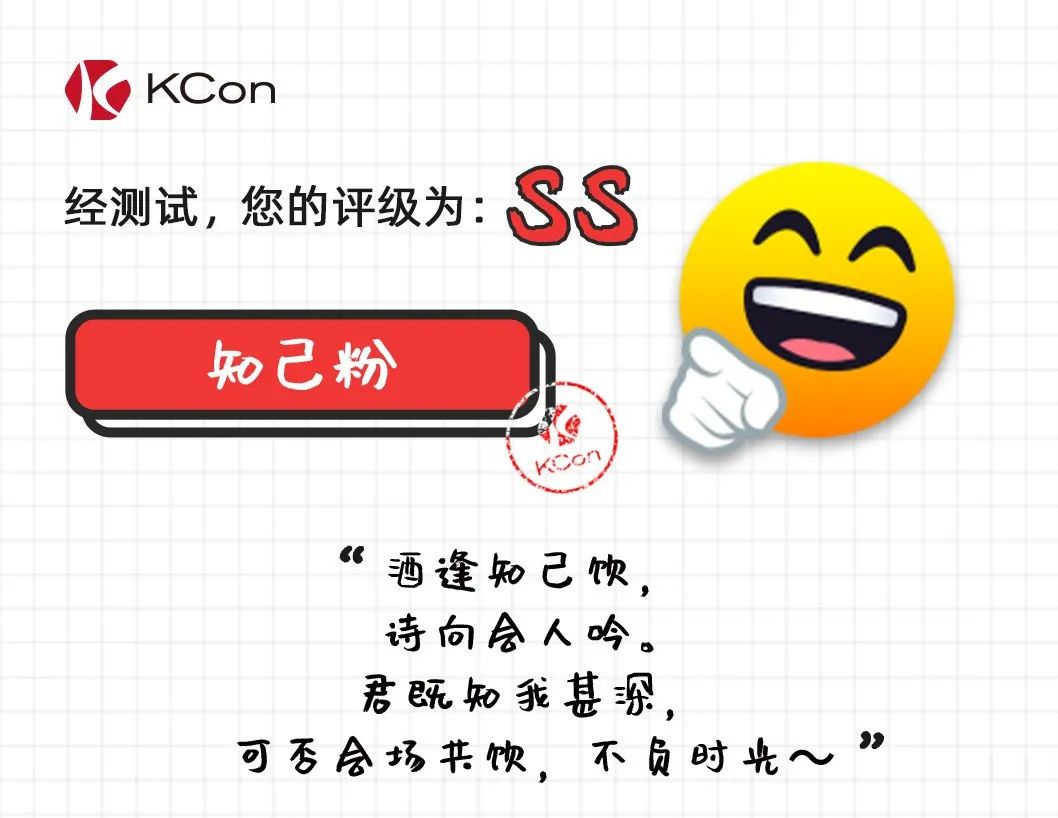 KCon
经测试，您的评级为：SS
知己粉
KCon
“酒逢知己饮，
诗向会人吟。
君既知我甚深，
可否会场共饮，不负时光～”